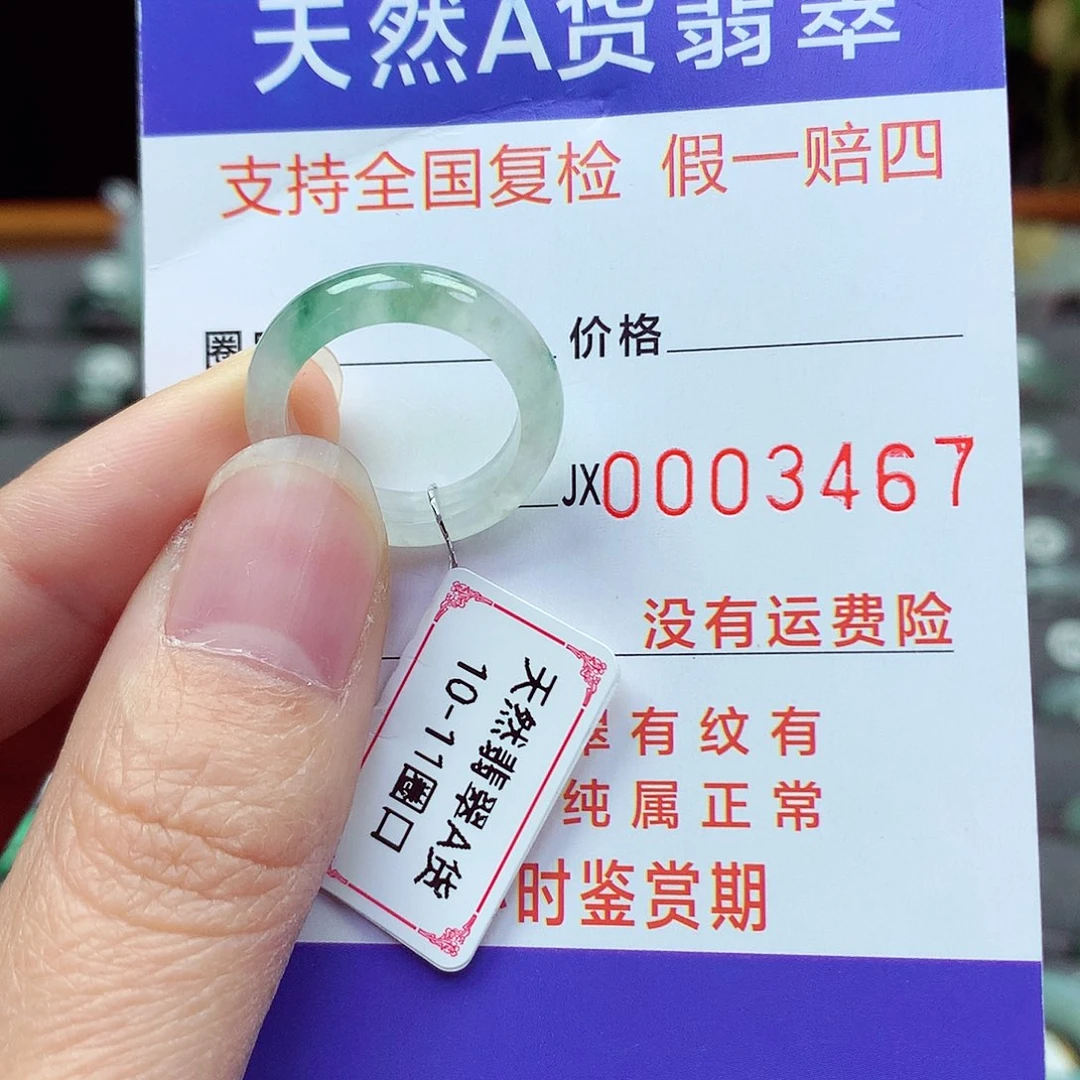 天然A货翡翠
支持全国复检 假一赔四
圈
价格
JX0003467
没有运费险
有纹有
纯属正常
时鉴赏期
天然翡翠A货
10-11圈口